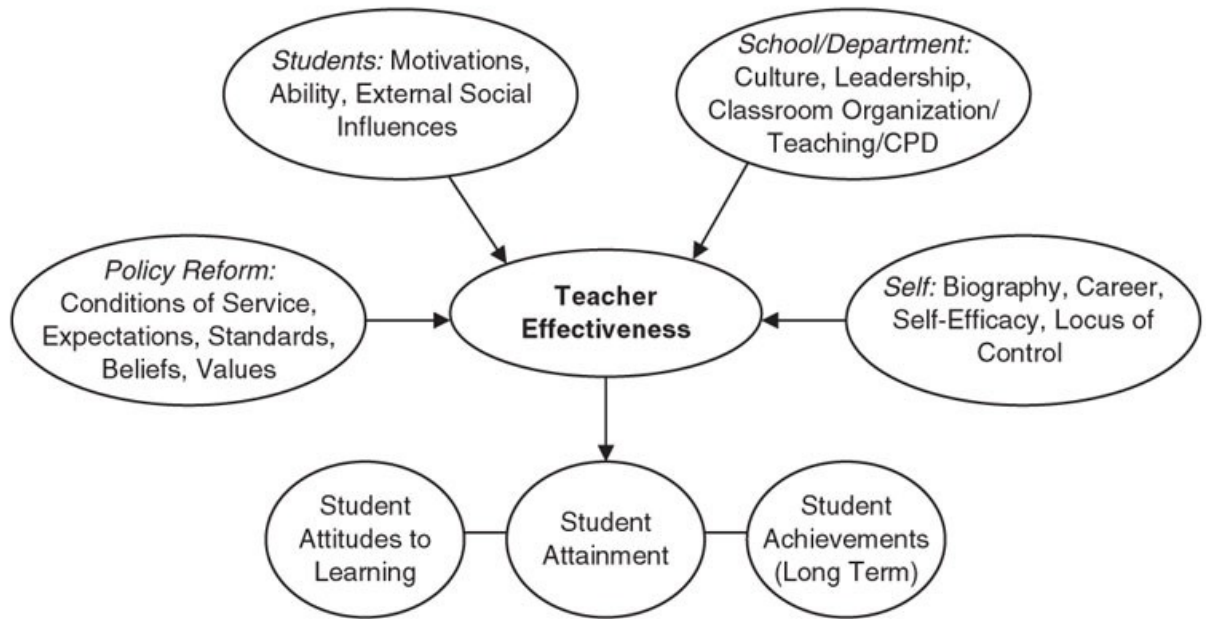 Students: Motivations,
Ability, External Social
Influences
School/Department:
Culture, Leadership,
Classroom Organization/
Teaching/CPD
Policy Reform:
Conditions of Service,
Expectations, Standards,
Beliefs, Values
Teacher
Effectiveness
Self: Biography, Career,
Self-Efficacy, Locus of
Control
Student
Attitudes to
Learning
Student
Attainment
Student
Achievements
(Long Term)